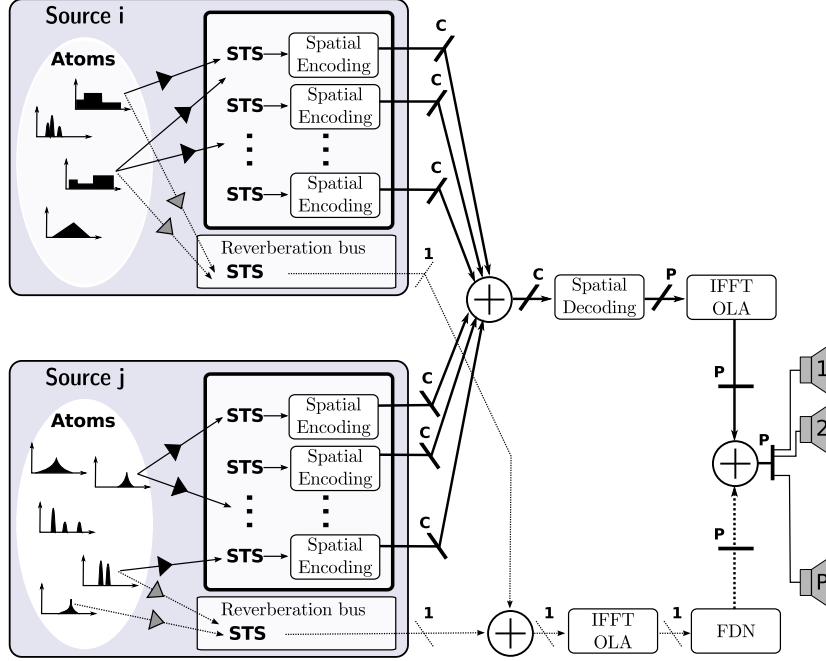 Source i
Atoms
STS
Spatial
Encoding
C
STS
Spatial
Encoding
C
STS
Spatial
Encoding
C
Reverberation bus
STS
1
C
Spatial
Decoding
P
IFFT
OLA
P
Source j
Atoms
STS
Spatial
Encoding
C
STS
Spatial
Encoding
C
STS
Spatial
Encoding
C
Reverberation bus
STS
1
1
IFFT
OLA
1
FDN
P
P
1
2
P